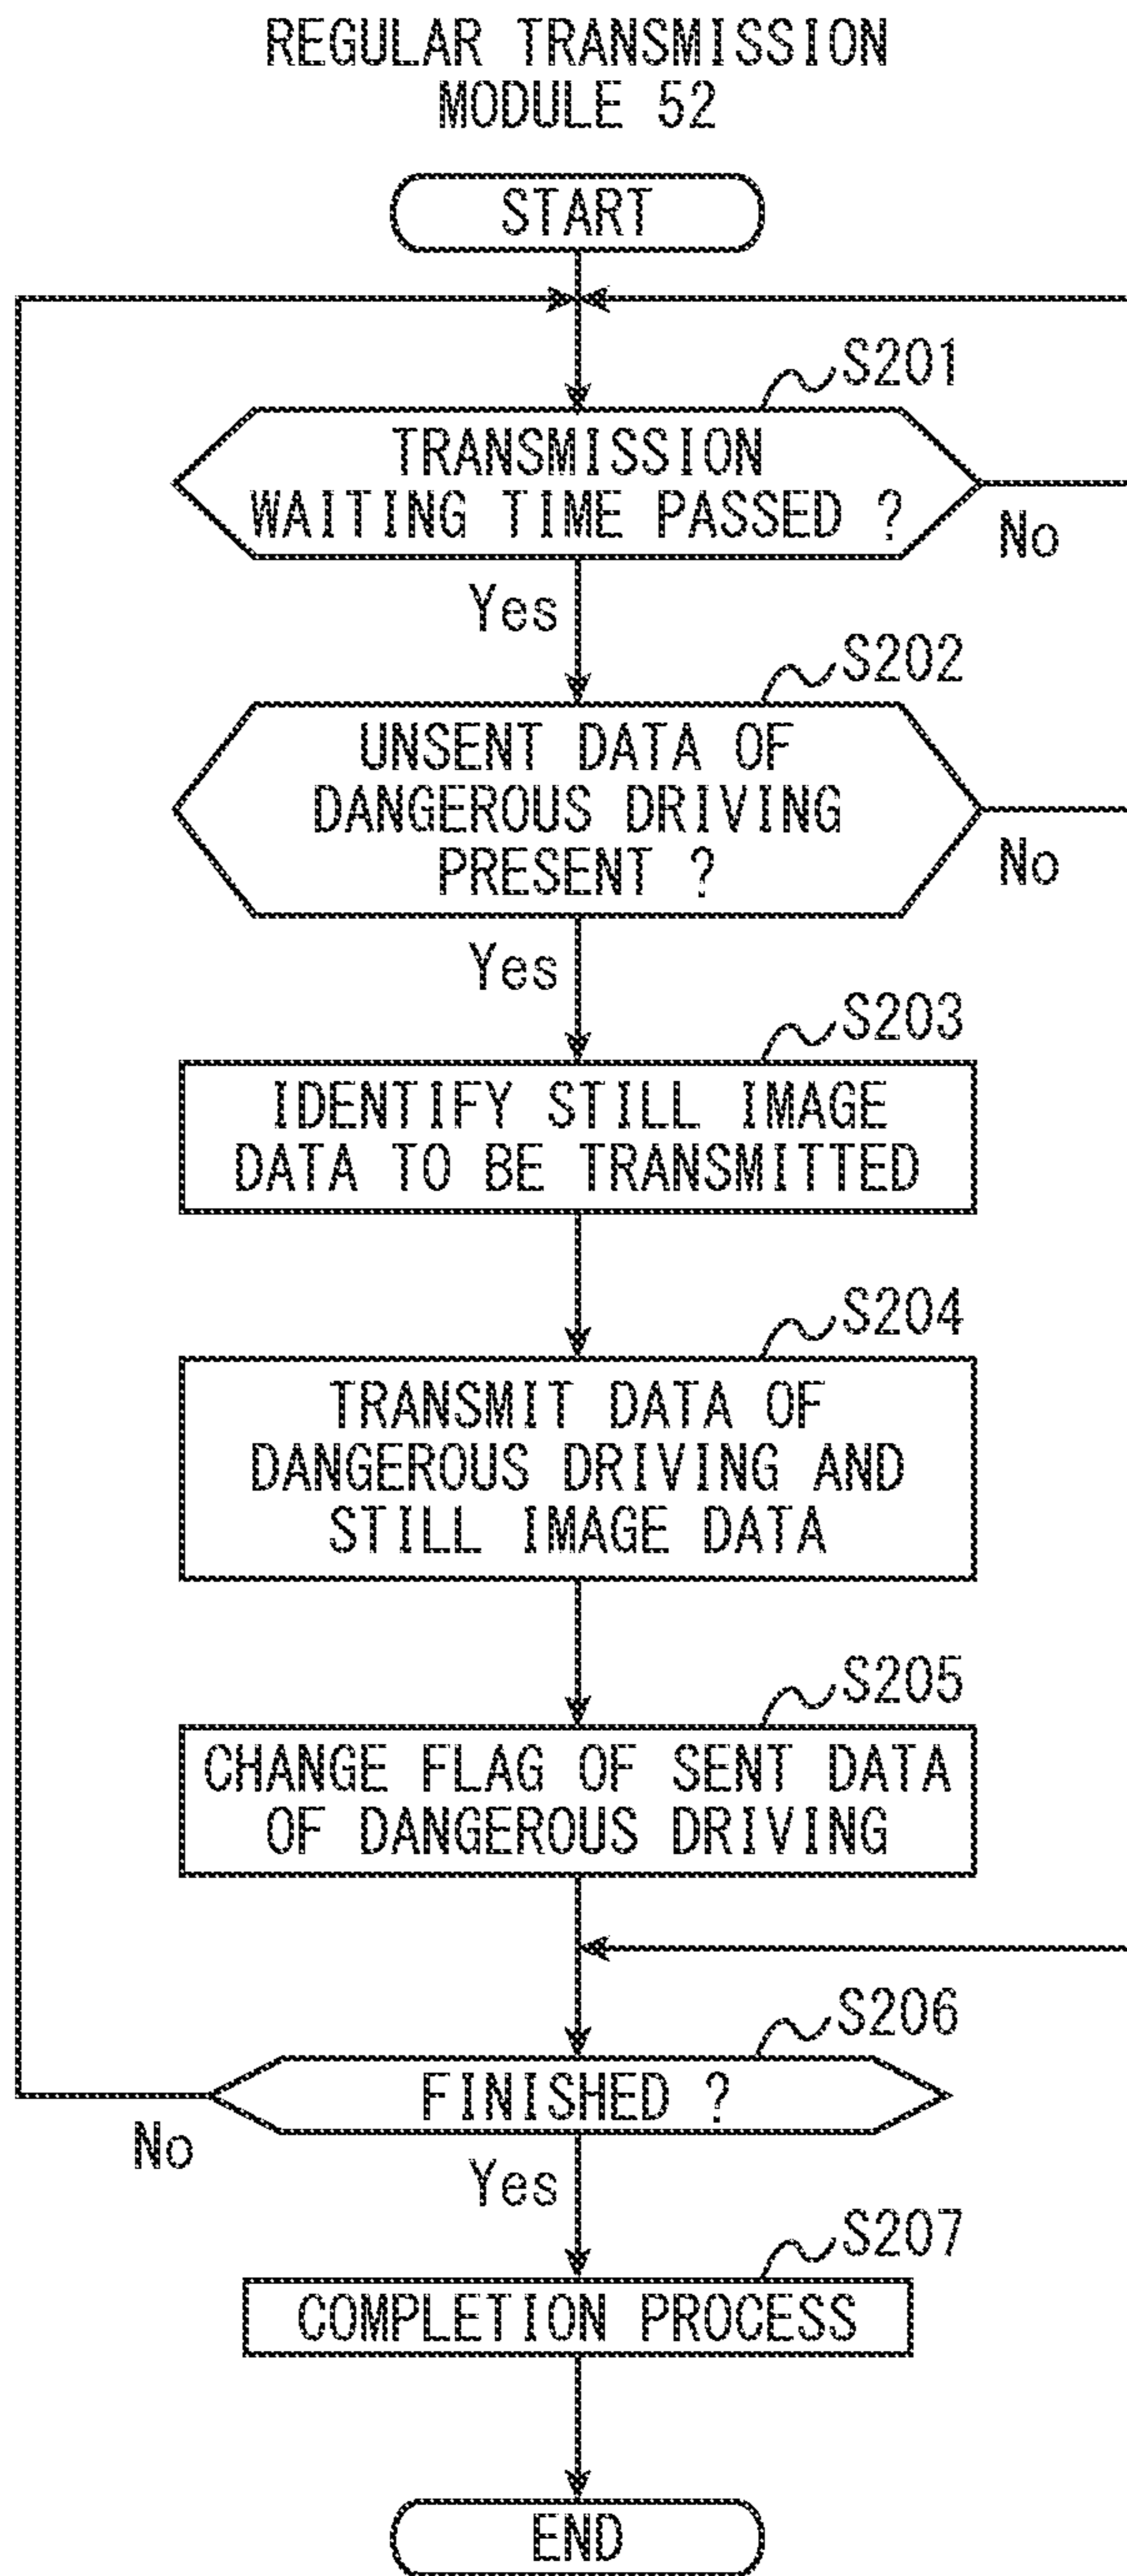 REGULAR TRANSMISSION
MODULE 52
START
S201
TRANSMISSION
WAITING TIME PASSED ?
No
Yes
S202
UNSENT DATA OF
DANGEROUS DRIVING
PRESENT ?
No
Yes
S203
IDENTIFY STILL IMAGE
DATA TO BE TRANSMITTED
S204
TRANSMIT DATA OF
DANGEROUS DRIVING AND
STILL IMAGE DATA
S205
CHANGE FLAG OF SENT DATA
OF DANGEROUS DRIVING
S206
FINISHED ?
No
Yes
S207
COMPLETION PROCESS
END